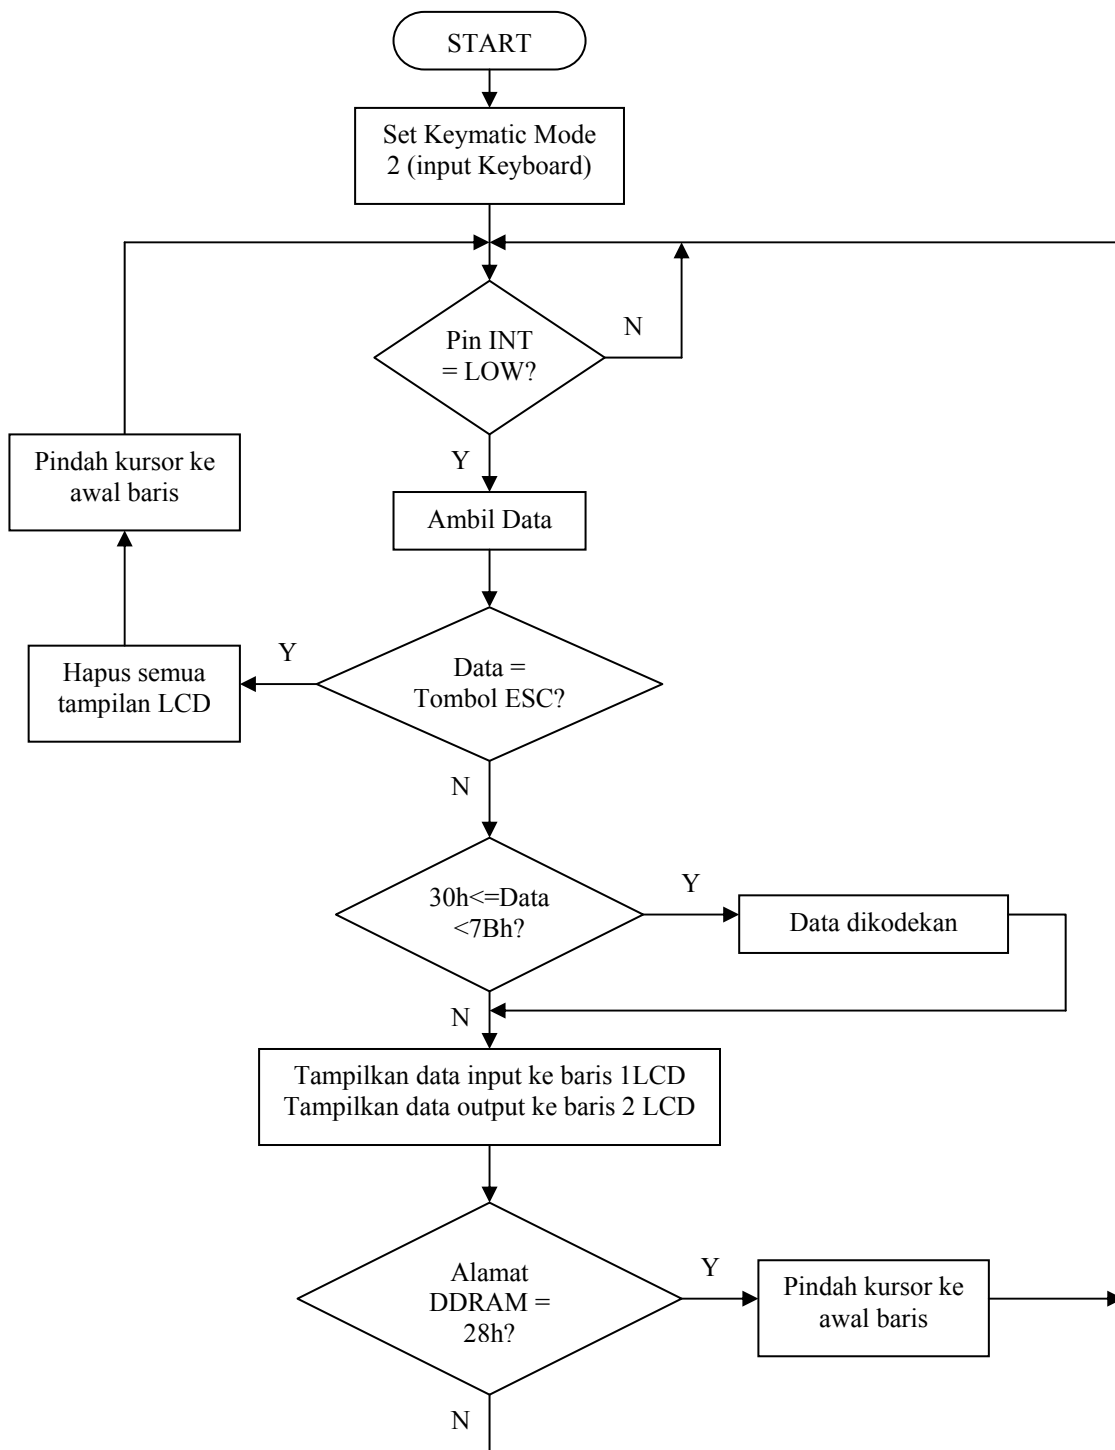 START
Set Keymatic Mode
2 (input Keyboard)
Pin INT
= LOW?
N
Y
Pindah kursor ke
awal baris
Ambil Data
Data =
Tombol ESC?
Y
Hapus semua
tampilan LCD
N
30h<=Data
<7Bh?
Y
Data dikodekan
N
Tampilkan data input ke baris 1LCD
Tampilkan data output ke baris 2 LCD
Alamat
DDRAM =
28h?
Y
Pindah kursor ke
awal baris
N